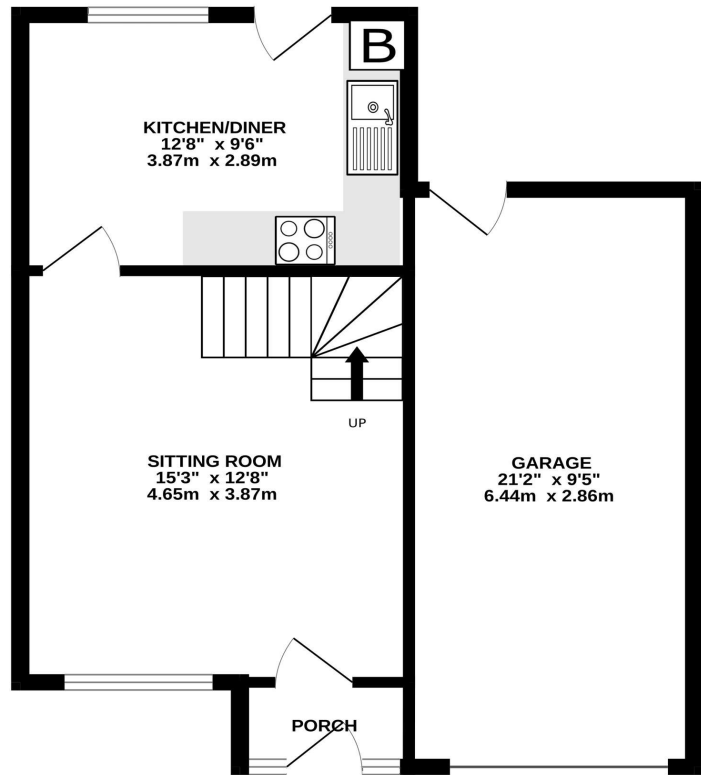 B
KITCHEN/DINER
12'8" x 9'6"
3.87m x 2.89m
UP
SITTING ROOM
15'3" x 12'8"
4.65m x 3.87m
GARAGE
21'2" x 9'5"
6.44m x 2.86m
PORCH